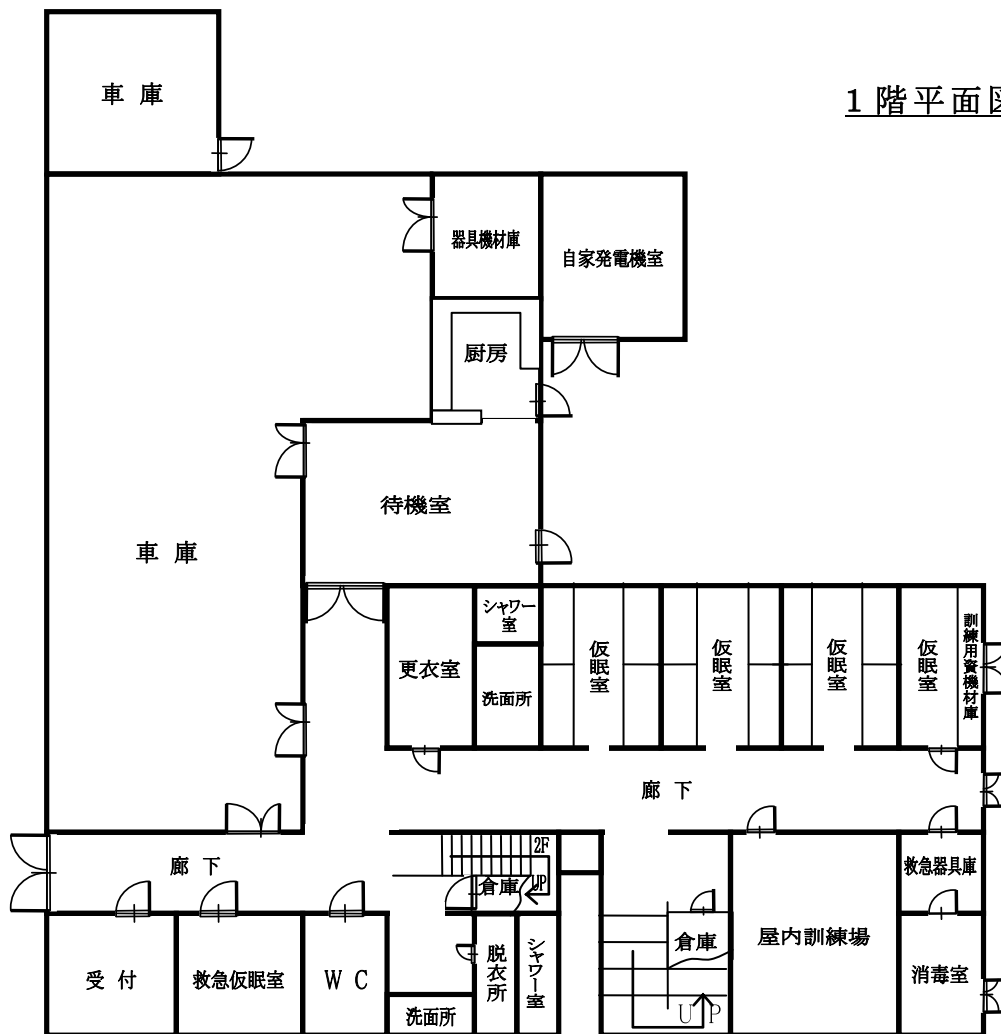 車庫
1階平面図
器具機材庫
自家発電機室
厨房
待機室
車庫
シャワー
室
更衣室
洗面所
仮眠室
仮眠室
仮眠室
仮眠室
訓練用資機材庫
廊下
廊下
2F
UP
倉庫
救急器具庫
受付
救急仮眠室
WC
脱衣所
シャワー室
洗面所
倉庫
UP
屋内訓練場
消毒室